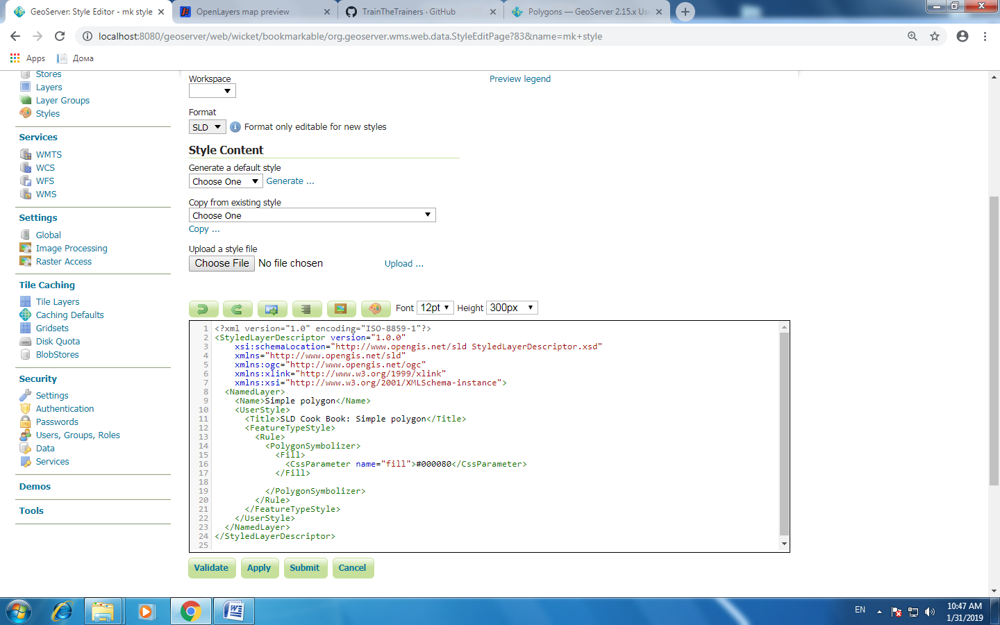 GeoServer: Style Editor - mk style
OpenLayers map preview
TrainTheTrainers · GitHub
Polygons — GeoServer 2.15.x Us
localhost:8080/geoserver/web/wicket/bookmarkable/org.geoserver.wms.web.data.StyleEditPage?83&name=mk+style
Apps
Дома
Stores
Layers
Layer Groups
Styles
Services
WMTS
WCS
WFS
WMS
Settings
Global
Image Processing
Raster Access
Tile Caching
Tile Layers
Caching Defaults
Gridsets
Disk Quota
BlobStores
Security
Settings
Authentication
Passwords
Users, Groups, Roles
Data
Services
Demos
Tools
Workspace
Preview legend
Format
SLD
Format only editable for new styles
Style Content
Generate a default style
Choose One
Generate ...
Copy from existing style
Choose One
Copy ...
Upload a style file
Choose File No file chosen
Upload ...
Font 12pt Height 300px
1 <?xml version="1.0" encoding="ISO-8859-1"?>
2 <StyledLayerDescriptor version="1.0.0"
3     xsi:schemaLocation="http://www.opengis.net/sld StyledLayerDescriptor.xsd"
4     xmlns="http://www.opengis.net/sld"
5     xmlns:ogc="http://www.opengis.net/ogc"
6     xmlns:xlink="http://www.w3.org/1999/xlink"
7     xmlns:xsi="http://www.w3.org/2001/XMLSchema-instance">
8   <NamedLayer>
9     <Name>Simple polygon</Name>
10     <UserStyle>
11       <Title>SLD Cook Book: Simple polygon</Title>
12       <FeatureTypeStyle>
13         <Rule>
14           <PolygonSymbolizer>
15             <Fill>
16               <CssParameter name="fill">#000080</CssParameter>
17             </Fill>
18
19           </PolygonSymbolizer>
20         </Rule>
21       </FeatureTypeStyle>
22     </UserStyle>
23   </NamedLayer>
24 </StyledLayerDescriptor>
25
Validate
Apply
Submit
Cancel
EN
10:47 AM
1/31/2019